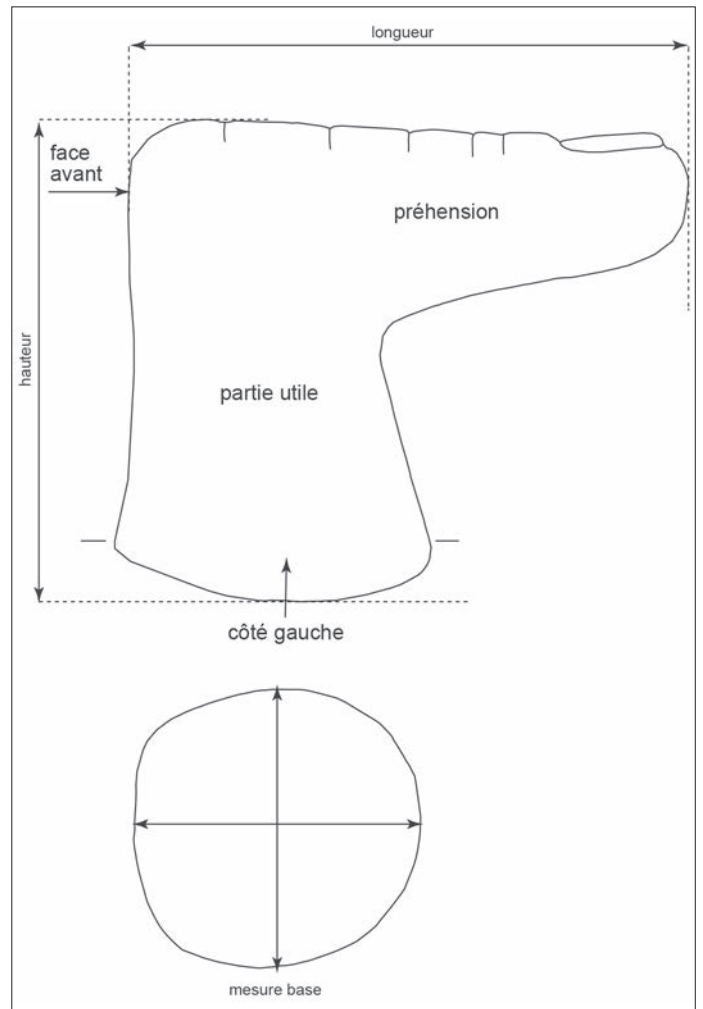 longueur
face
avant
préhension
hauteur
partie utile
côté gauche
mesure base